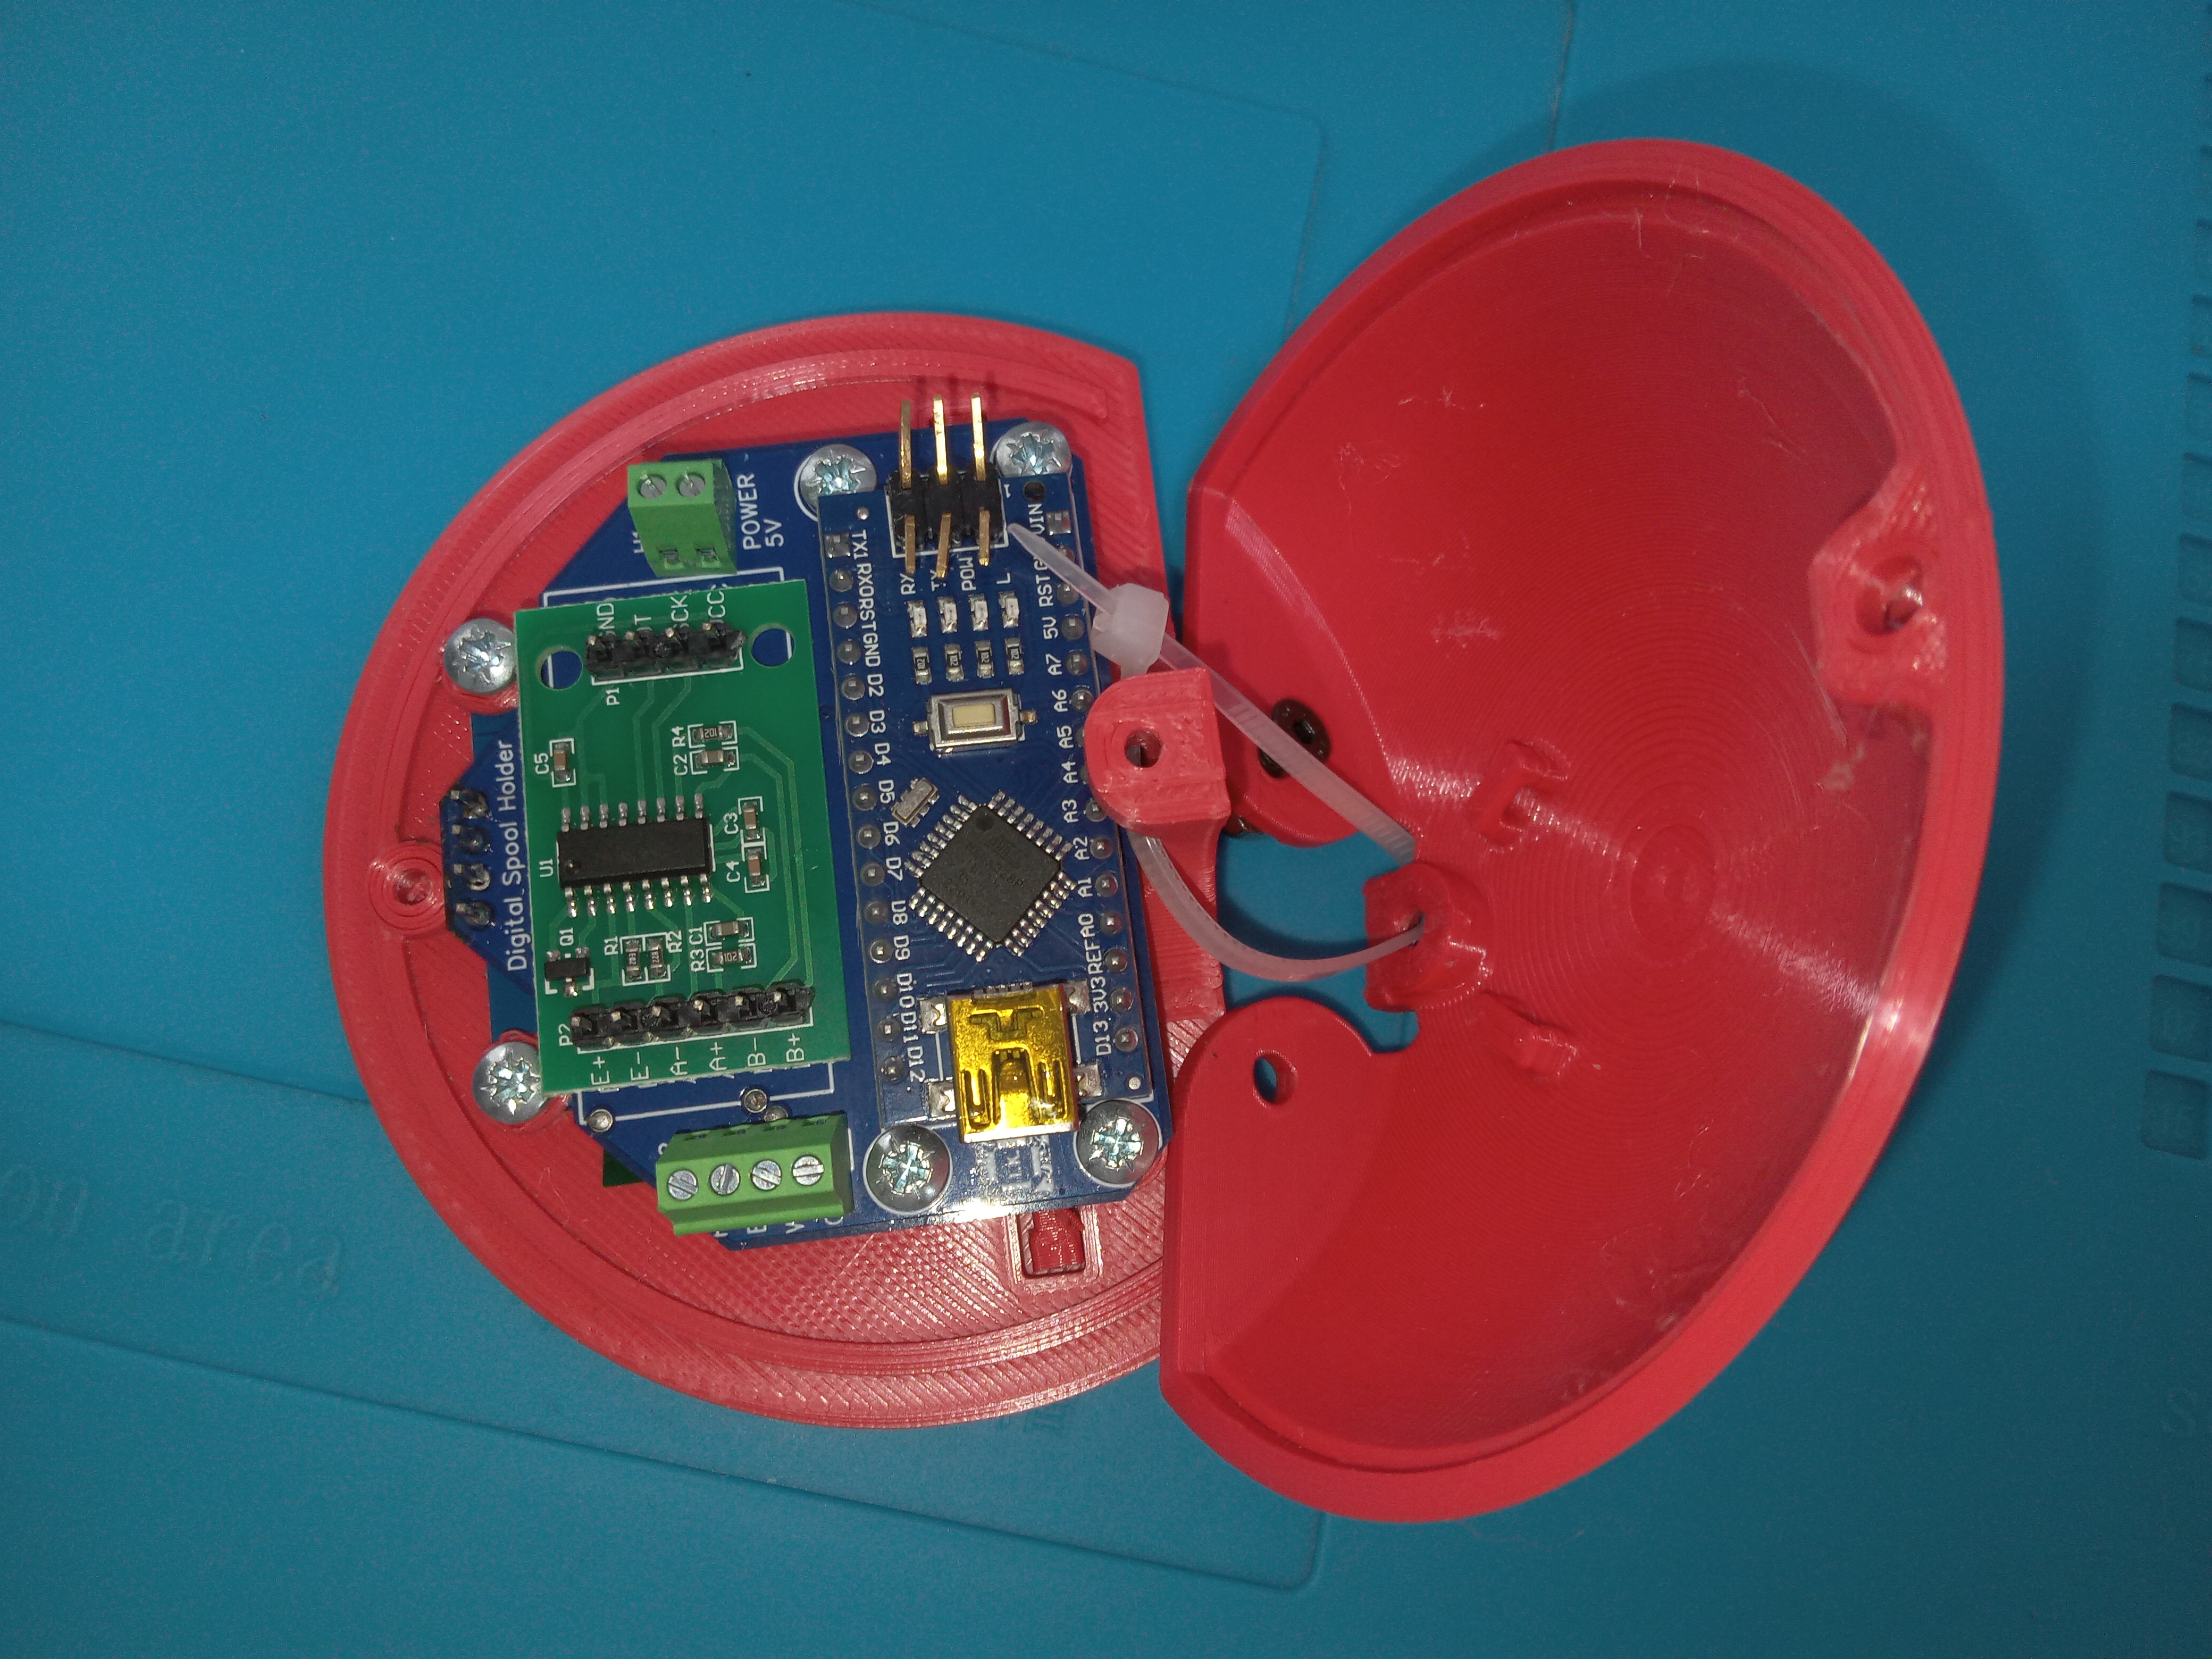 POWER
5V
Digital Spool Holder
GND
DT
SCK
VCC
P1
C5
C2 R4
U1
C3
C4
Q1
R1
R2
R3
C1
P2
E+
E-
A-
A+
B-
B+
TX1
RX0
RST
GND
D2
D3
D4
D5
D6
D7
D8
D9
D10
D11
D12
RX
TX
POW
L
VIN
RST
5V
A7
A6
A5
A4
A3
A2
A1
A0
REF
3V3
D13
on area